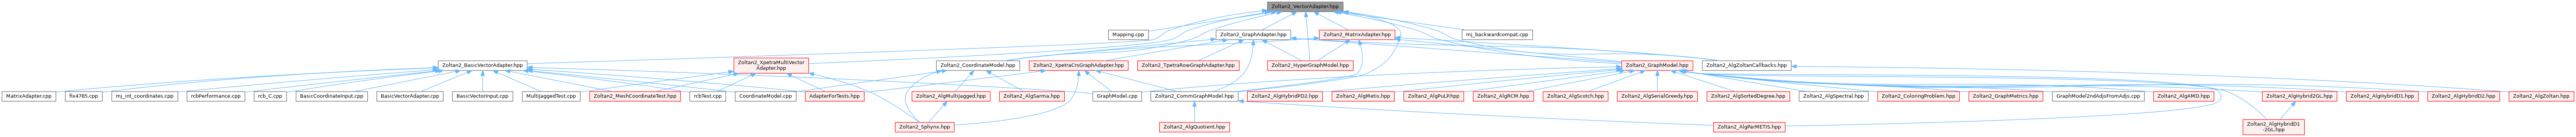 Zoltan2_VectorAdapter.hpp
Mapping.cpp
Zoltan2_GraphAdapter.hpp
Zoltan2_MatrixAdapter.hpp
mj_backwardcompat.cpp
Zoltan2_BasicVectorAdapter.hpp
Zoltan2_XpetraMultiVector
Adapter.hpp
Zoltan2_CoordinateModel.hpp
Zoltan2_XpetraCrsGraphAdapter.hpp
Zoltan2_TpetraRowGraphAdapter.hpp
Zoltan2_HyperGraphModel.hpp
Zoltan2_GraphModel.hpp
Zoltan2_AlgZoltanCallbacks.hpp
MatrixAdapter.cpp
fix4785.cpp
mj_int_coordinates.cpp
rcbPerformance.cpp
rcb_C.cpp
BasicCoordinateInput.cpp
BasicVectorAdapter.cpp
BasicVectorInput.cpp
MultiJaggedTest.cpp
Zoltan2_MeshCoordinateTest.hpp
rcbTest.cpp
CoordinateModel.cpp
AdapterForTests.hpp
Zoltan2_AlgMultiJagged.hpp
Zoltan2_AlgSarma.hpp
GraphModel.cpp
Zoltan2_CommGraphModel.hpp
Zoltan2_AlgHybridPD2.hpp
Zoltan2_AlgMetis.hpp
Zoltan2_AlgPuLP.hpp
Zoltan2_AlgRCM.hpp
Zoltan2_AlgScotch.hpp
Zoltan2_AlgSerialGreedy.hpp
Zoltan2_AlgSortedDegree.hpp
Zoltan2_AlgSpectral.hpp
Zoltan2_ColoringProblem.hpp
Zoltan2_GraphMetrics.hpp
GraphModel2ndAdjsFromAdjs.cpp
Zoltan2_AlgAMD.hpp
Zoltan2_AlgHybrid2GL.hpp
Zoltan2_AlgHybridD1.hpp
Zoltan2_AlgHybridD2.hpp
Zoltan2_AlgZoltan.hpp
Zoltan2_Sphynx.hpp
Zoltan2_AlgQuotient.hpp
Zoltan2_AlgParMETIS.hpp
Zoltan2_AlgHybridD1
-2GL.hpp